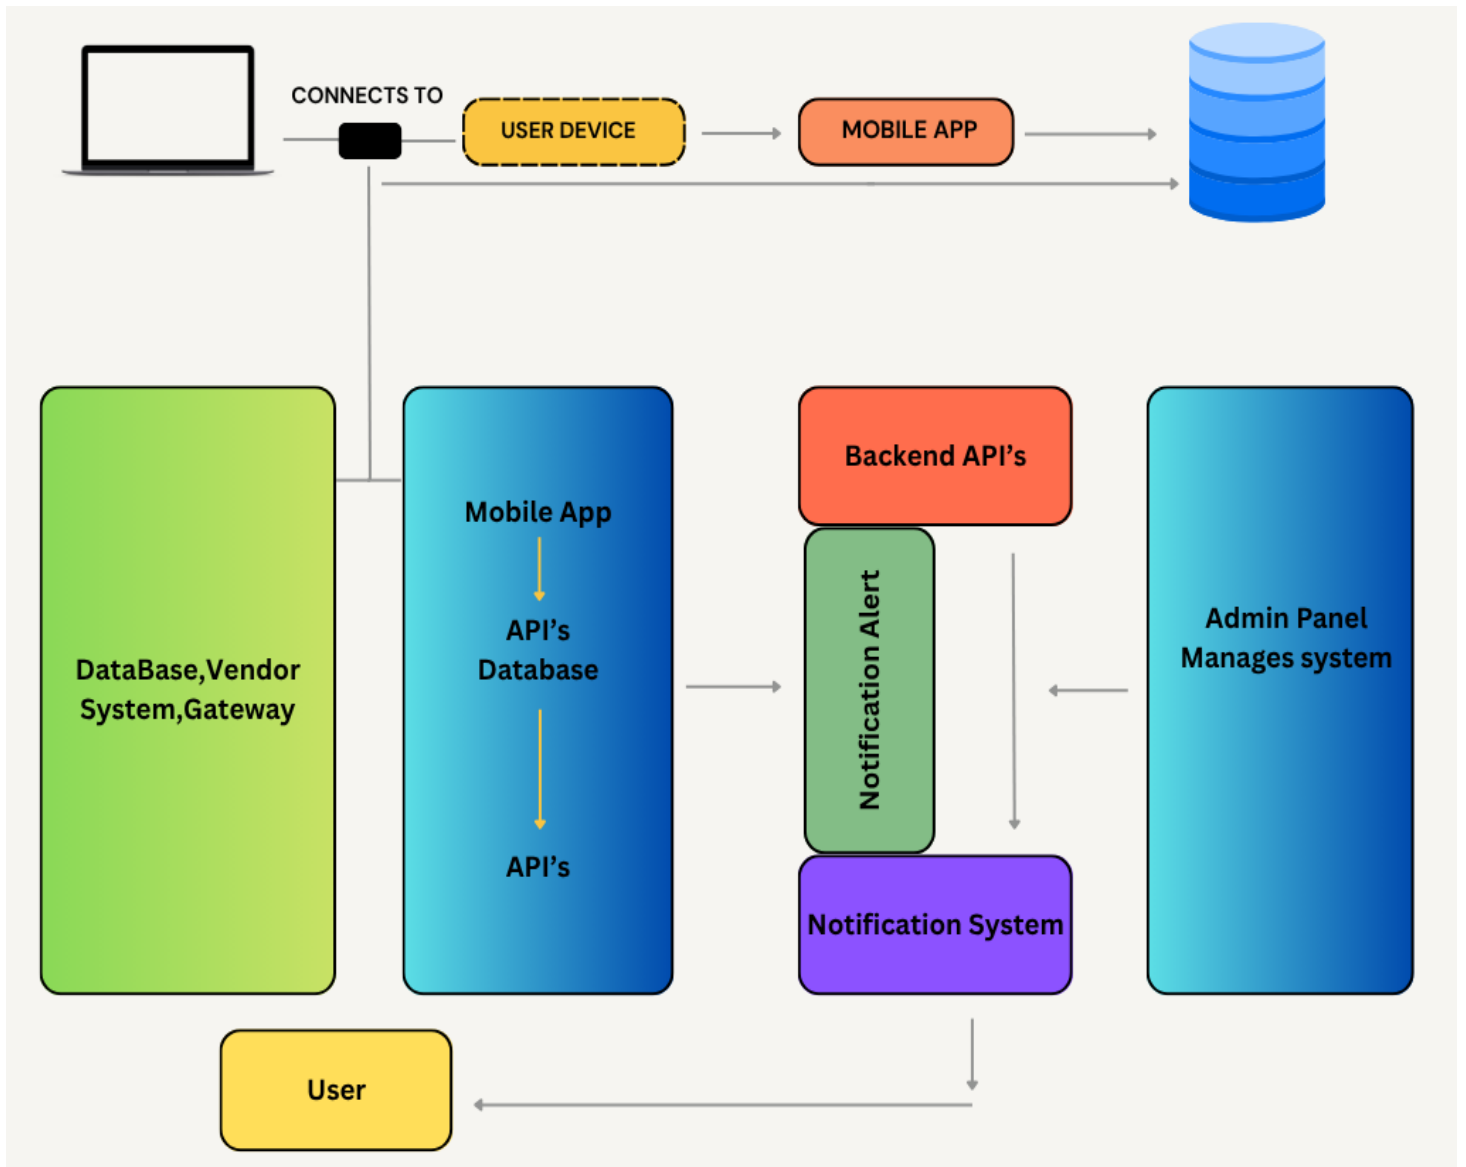 CONNECTS TO
USER DEVICE
MOBILE APP
DataBase,Vendor
System,Gateway
Mobile App
API’s
Database
API’s
Backend API’s
Notification Alert
Notification System
Admin Panel
Manages system
User